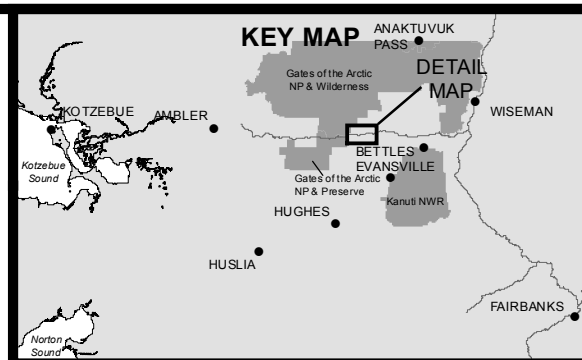 KEY MAP
ANAKTUVUK
PASS
Gates of the Arctic
NP & Wilderness
DETAIL
MAP
KOTZEBUE
AMBLER
WISEMAN
Kotzebue
Sound
BETTLES
EVANSVILLE
Gates of the Arctic
NP & Preserve
Kanuti NWR
HUGHES
HUSLIA
FAIRBANKS
Norton
Sound